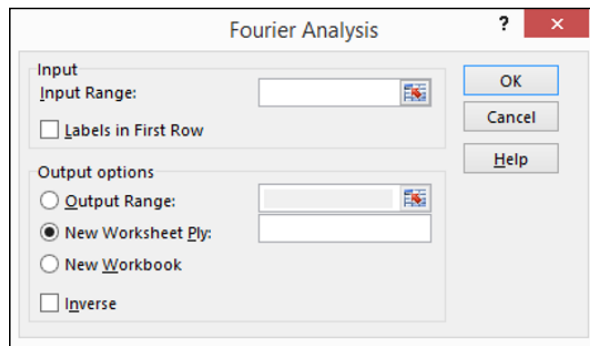 Fourier Analysis ? ×
Input
Input Range:
Labels in First Row
OK
Cancel
Help
Output options
Output Range:
New Worksheet Ply:
New Workbook
Inverse